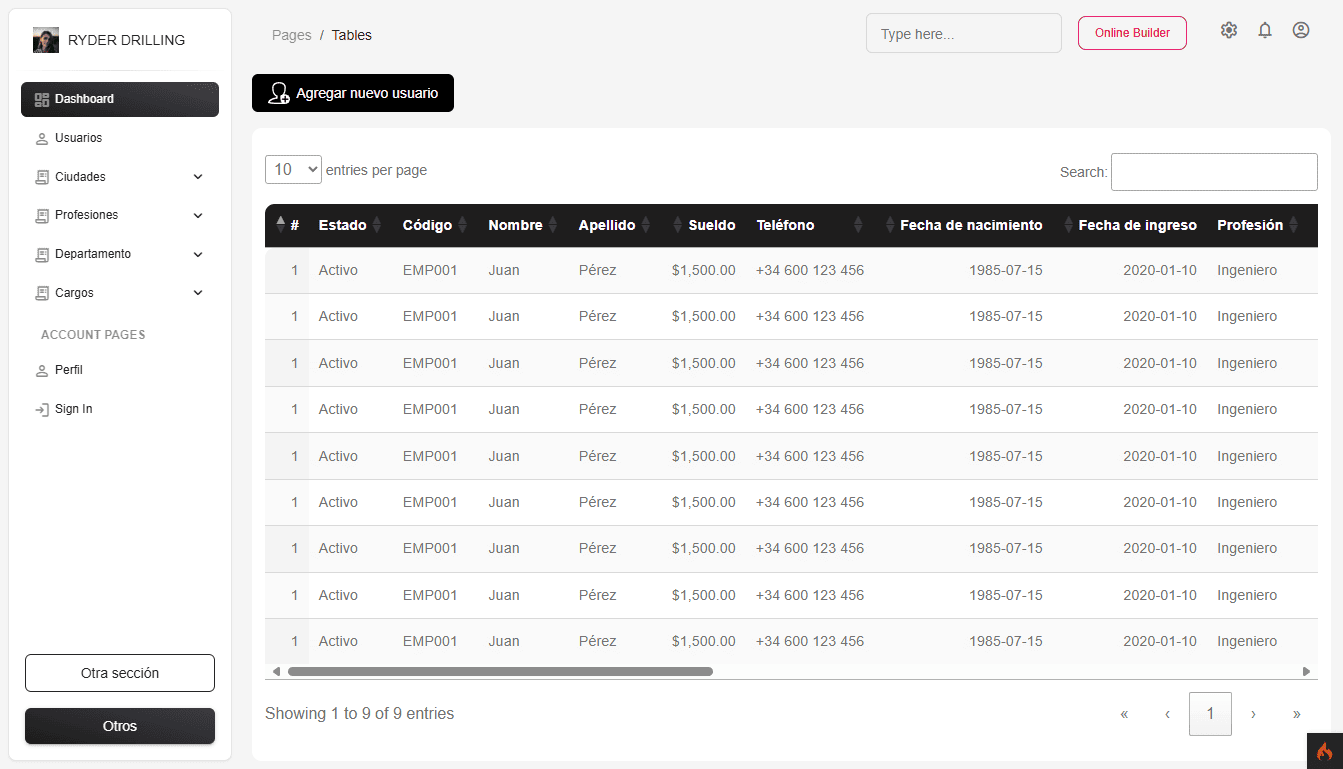 RYDER DRILLING
Dashboard
Usuarios
Ciudades
Profesiones
Departamento
Cargos
ACCOUNT PAGES
Perfil
Sign In
Otra sección
Otros
Pages / Tables
Type here...
Online Builder
Agregar nuevo usuario
10 entries per page
Search:
# Estado Código Nombre Apellido Sueldo Teléfono Fecha de nacimiento Fecha de ingreso Profesión
1 Activo EMP001 Juan Pérez $1,500.00 +34 600 123 456 1985-07-15 2020-01-10 Ingeniero
1 Activo EMP001 Juan Pérez $1,500.00 +34 600 123 456 1985-07-15 2020-01-10 Ingeniero
1 Activo EMP001 Juan Pérez $1,500.00 +34 600 123 456 1985-07-15 2020-01-10 Ingeniero
1 Activo EMP001 Juan Pérez $1,500.00 +34 600 123 456 1985-07-15 2020-01-10 Ingeniero
1 Activo EMP001 Juan Pérez $1,500.00 +34 600 123 456 1985-07-15 2020-01-10 Ingeniero
1 Activo EMP001 Juan Pérez $1,500.00 +34 600 123 456 1985-07-15 2020-01-10 Ingeniero
1 Activo EMP001 Juan Pérez $1,500.00 +34 600 123 456 1985-07-15 2020-01-10 Ingeniero
1 Activo EMP001 Juan Pérez $1,500.00 +34 600 123 456 1985-07-15 2020-01-10 Ingeniero
1 Activo EMP001 Juan Pérez $1,500.00 +34 600 123 456 1985-07-15 2020-01-10 Ingeniero
Showing 1 to 9 of 9 entries
« ‹ 1 › »